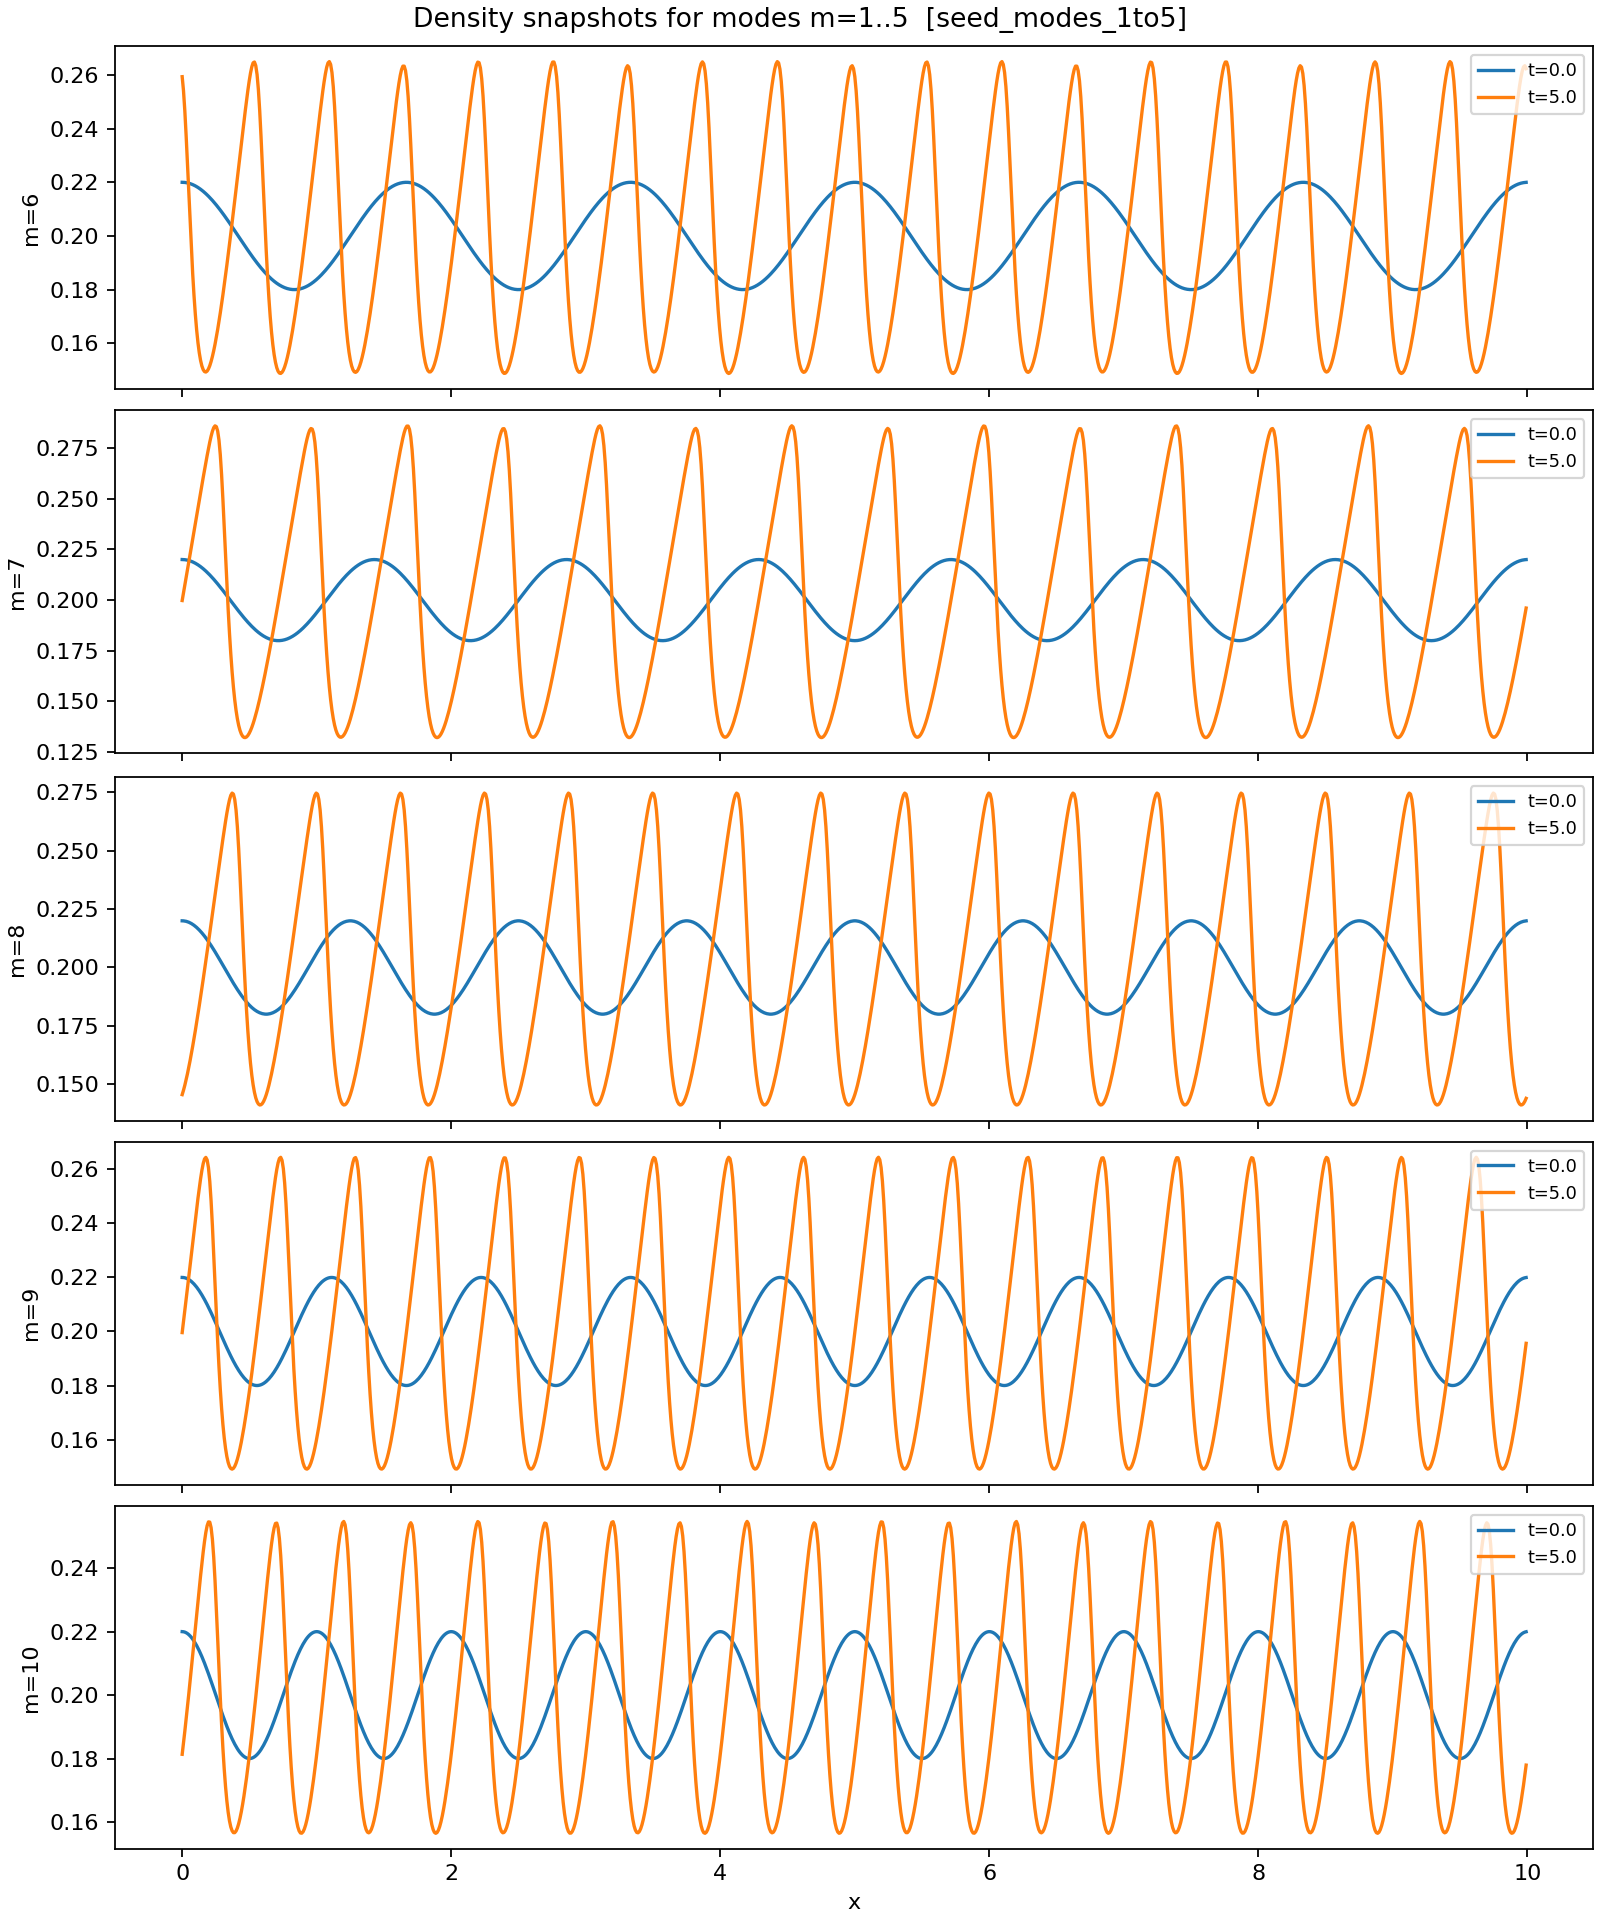 Density snapshots for modes m=1..5  [seed_modes_1to5]
0.26
0.24
0.22
0.20
0.18
0.16
m=6
t=0.0
t=5.0
0.275
0.250
0.225
0.200
0.175
0.150
0.125
m=7
t=0.0
t=5.0
0.275
0.250
0.225
0.200
0.175
0.150
m=8
t=0.0
t=5.0
0.26
0.24
0.22
0.20
0.18
0.16
m=9
t=0.0
t=5.0
0.24
0.22
0.20
0.18
0.16
m=10
t=0.0
t=5.0
0 2 4 6 8 10
x